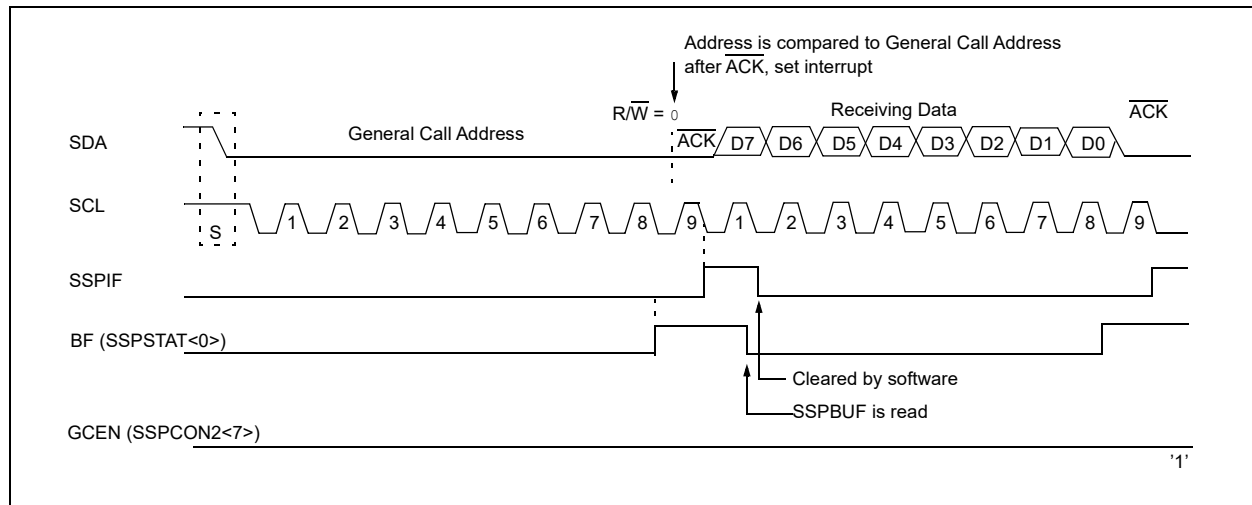 Address is compared to General Call Address
after ACK, set interrupt
R/W = 0
Receiving Data
ACK
SDA
General Call Address
ACK
D7 D6 D5 D4 D3 D2 D1 D0
SCL
S
1 2 3 4 5 6 7 8 9 1 2 3 4 5 6 7 8 9
SSPIF
BF (SSPSTAT<0>)
Cleared by software
SSPBUF is read
GCEN (SSPCON2<7>)
’1’